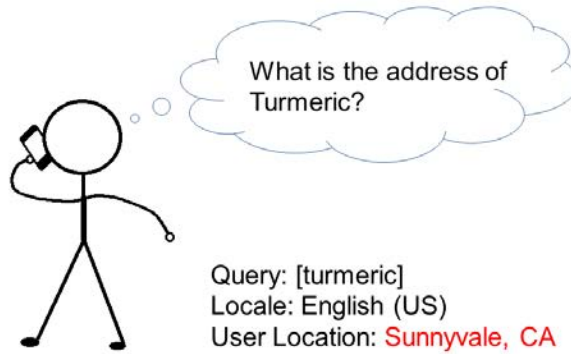 What is the address of
Turmeric?
Query: [turmeric]
Locale: English (US)
User Location: Sunnyvale, CA